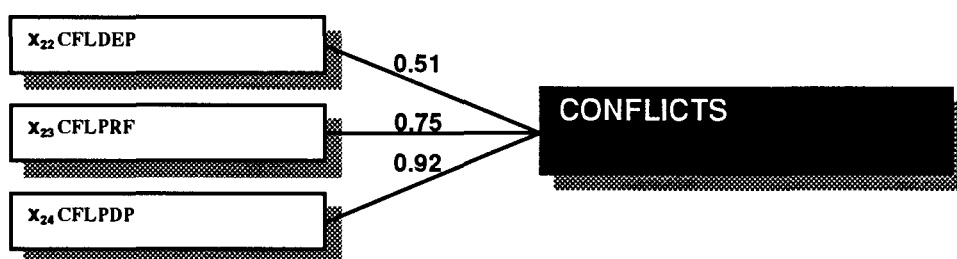 X₂₂ CFLDEP
0.51
CONFLICTS
X₂₃ CFLPRF
0.75
0.92
X₂₄ CFLPDP